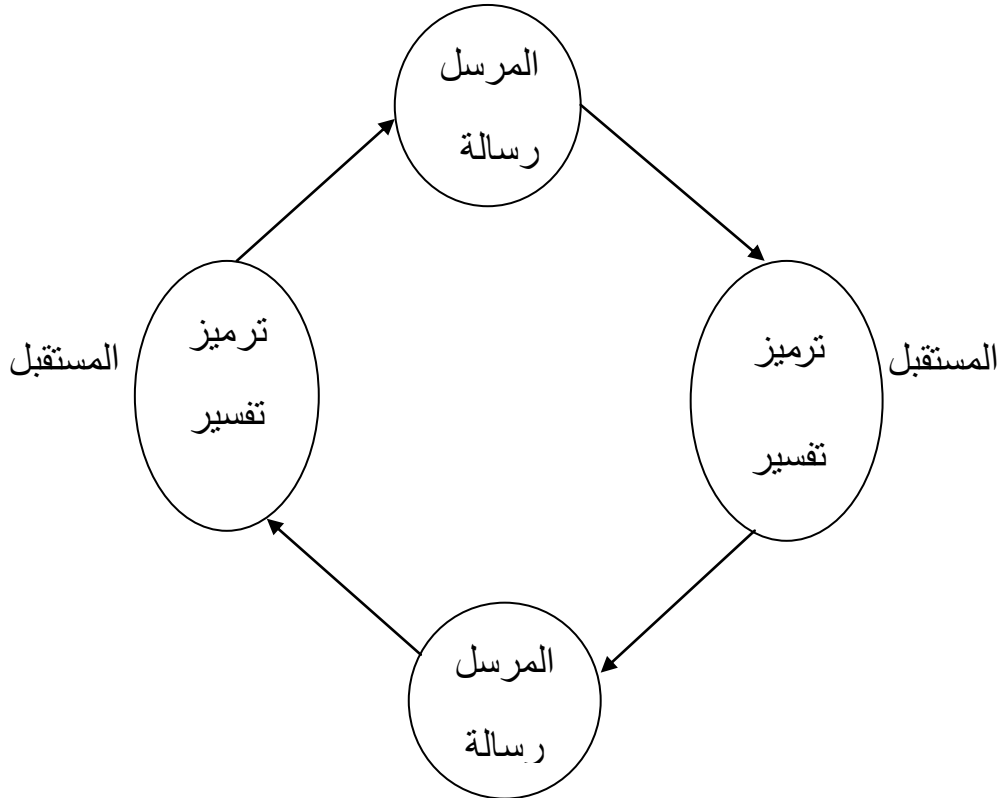 المرسل
رسالة
ترميز
تفسير
المستقبل
ترميز
تفسير
المستقبل
المرسل
رسالة